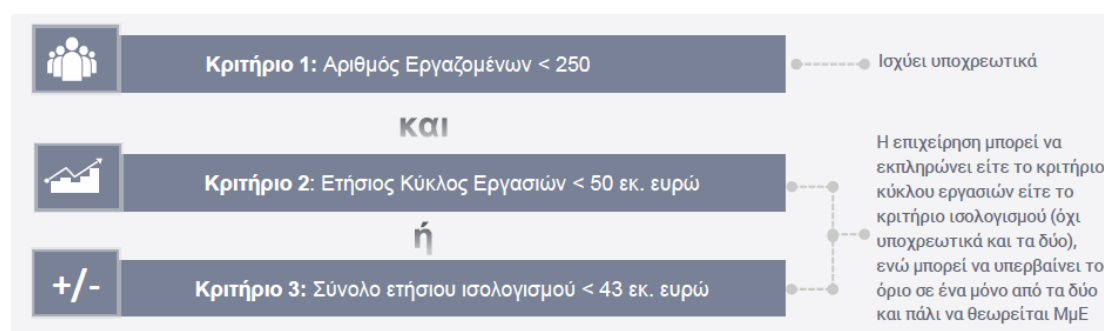 Κριτήριο 1: Αριθμός Εργαζομένων < 250
Ισχύει υποχρεωτικά
και
Κριτήριο 2: Ετήσιος Κύκλος Εργασιών < 50 εκ. ευρώ
ή
+/-
Κριτήριο 3: Σύνολο ετήσιου ισολογισμού < 43 εκ. ευρώ
Η επιχείρηση μπορεί να
εκπληρώνει είτε το κριτήριο
κύκλου εργασιών είτε το
κριτήριο ισολογισμού (όχι
υποχρεωτικά και τα δύο),
ενώ μπορεί να υπερβαίνει το
όριο σε ένα μόνο από τα δύο
και πάλι να θεωρείται ΜμΕ